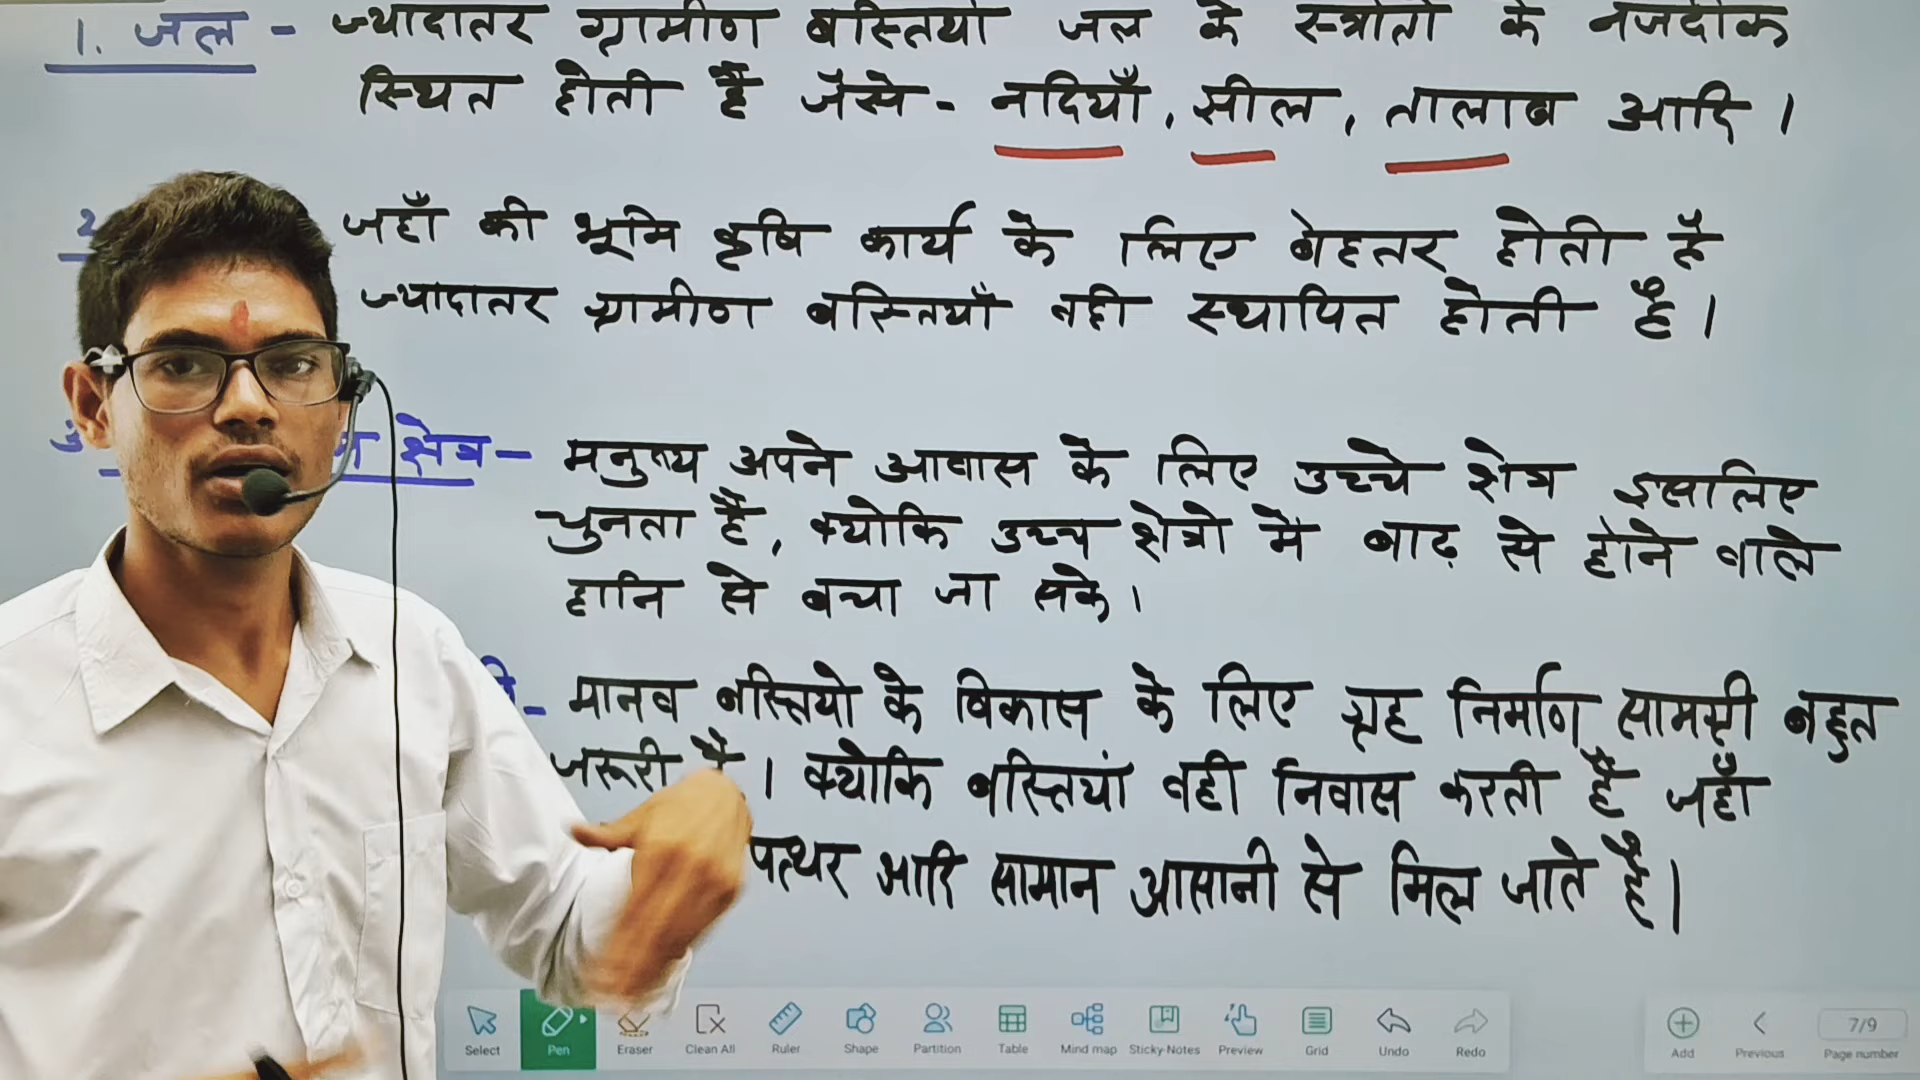 1. जल - ज्यादातर ग्रामीण बस्तियाँ जल के स्त्रोतो के नजदीक
स्थित होती है जैसे - नदियाँ, सील, तालाब आदि ।
2
जहाँ की भूमि कृषि कार्य के लिए बेहतर होती है
ज्यादातर ग्रामीण बस्तियाँ वही स्थापित होती है ।
3 क्षेत्र - मनुष्य अपने आवास के लिए उच्चे क्षेत्र इसलिए
चुनता है, क्योकि उच्च क्षेत्रो मे बाढ़ से होने वाले
हानि से बचा जा सके ।
- मानव बस्तियो के विकास के लिए ग्रह निर्माण सामग्री बहुत
जरूरी है । क्योकि बस्तियां वही निवास करती है जहाँ
पत्थर आदि सामान आसानी से मिल जाते है ।
Select Pen Eraser Clean All Ruler Shape Partition Table Mind map Sticky-Notes Preview Grid Undo Redo Add Previous 7/9 Page number